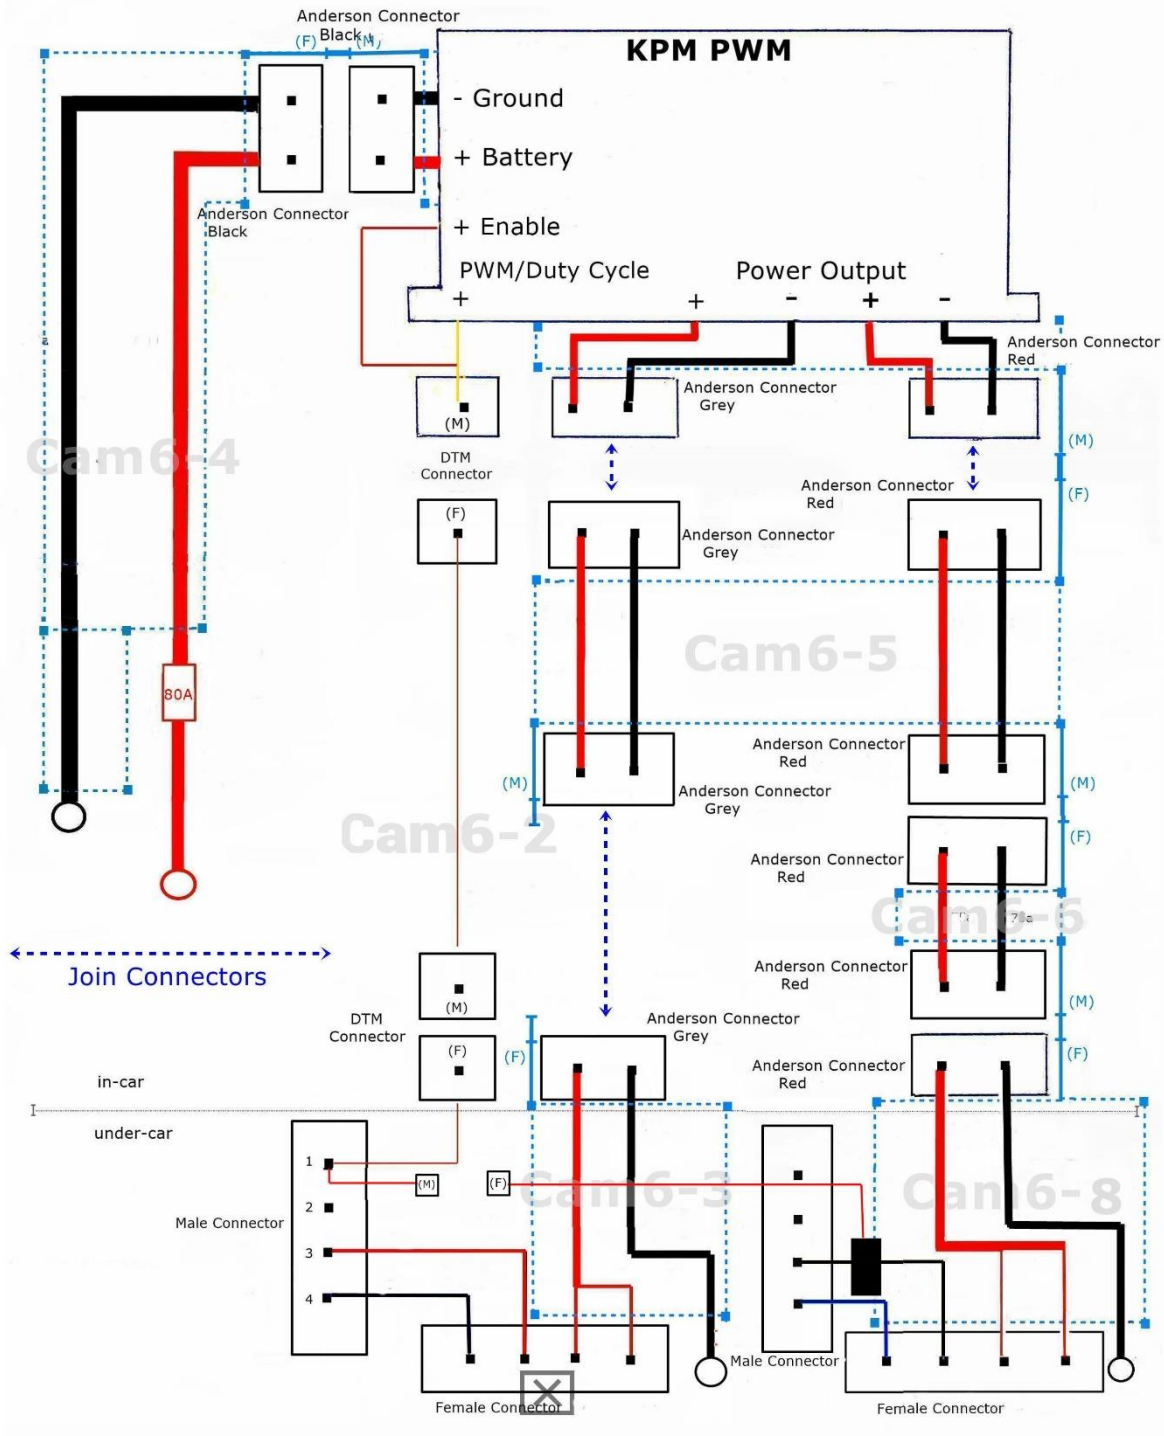 Anderson Connector
Black
(F)
(M)
KPM PWM
- Ground
+ Battery
Anderson Connector
Black
+ Enable
PWM/Duty Cycle
Power Output
+
+
-
+
-
Anderson Connector
Red
Anderson Connector
Grey
(M)
(M)
DTM
Connector
Cam6-4
Anderson Connector
Red
(F)
(F)
Anderson Connector
Grey
Cam6-5
80A
Anderson Connector
Red
(M)
(M)
Anderson Connector
Grey
Cam6-2
(F)
Anderson Connector
Red
Cam6-6
Join Connectors
Anderson Connector
Red
(M)
(M)
DTM
Connector
Anderson Connector
Grey
(F)
(F)
(F)
Anderson Connector
Red
in-car
under-car
1
(M)
(F)
Cam6-3
Cam6-8
2
Male Connector
3
4
Male Connector
Female Connector
Female Connector